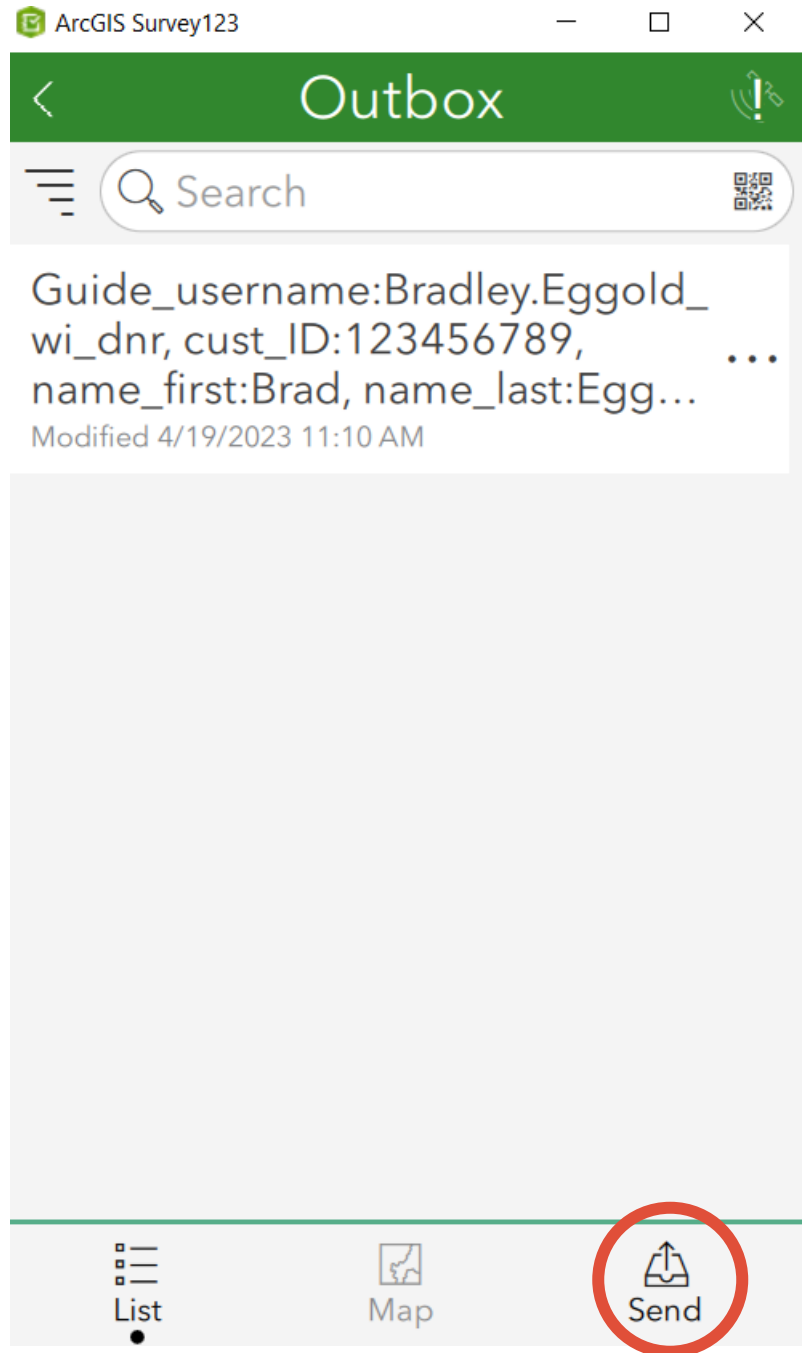 ArcGIS Survey123
Outbox
Search
Guide_username:Bradley.Eggold_
wi_dnr, cust_ID:123456789,
name_first:Brad, name_last:Egg...
Modified 4/19/2023 11:10 AM
List
Map
Send